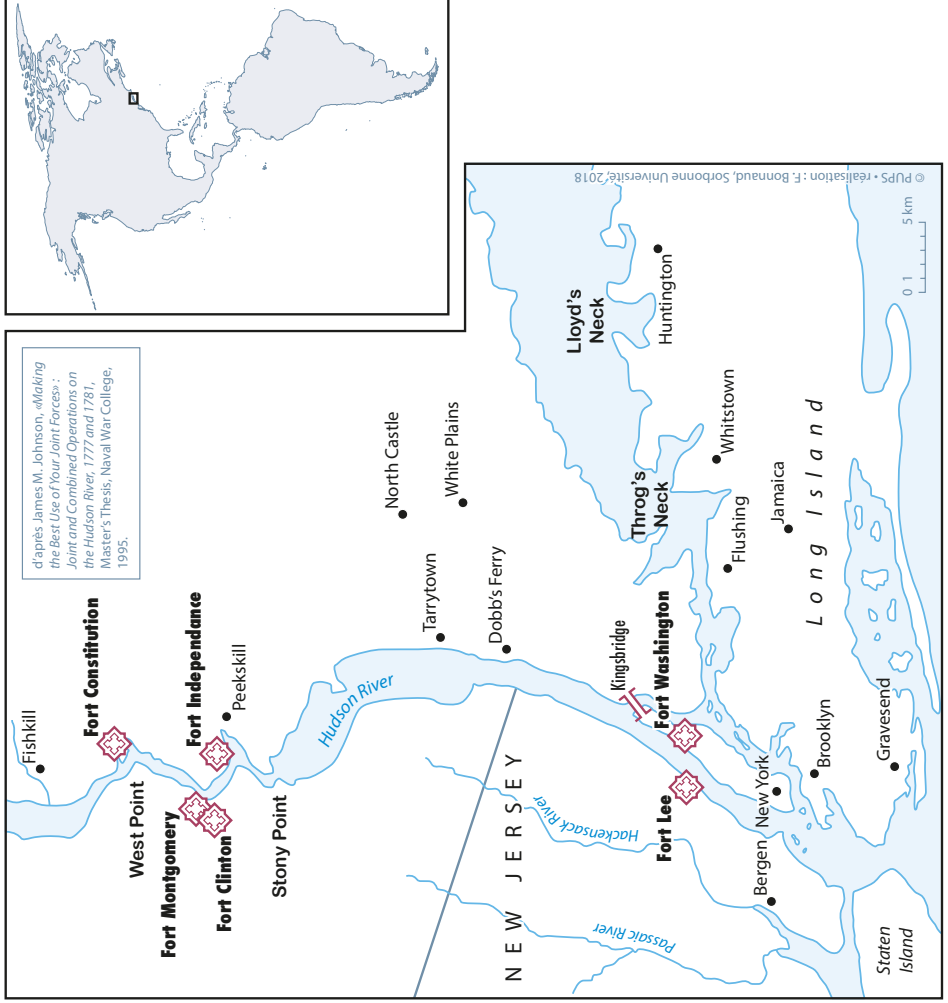 d'après James M. Johnson, «Making
the Best Use of Your Joint Forces» :
Joint and Combined Operations on
the Hudson River, 1777 and 1781,
Master's Thesis, Naval War College,
1995.
Fishkill
Fort Constitution
West Point
Fort Independance
Peekskill
Fort Montgomery
Fort Clinton
Stony Point
Hudson River
North Castle
White Plains
Tarrytown
Dobb's Ferry
NEW JERSEY
Hackensack River
Passaic River
Kingsbridge
Fort Washington
Fort Lee
Throg's
Neck
Lloyd's
Neck
Huntington
Whitstown
Flushing
Jamaica
Long Island
New York
Brooklyn
Bergen
Gravesend
Staten
Island
0 1 5 km
© PUPS • réalisation : F. Bonnaud, Sorbonne Université, 2018